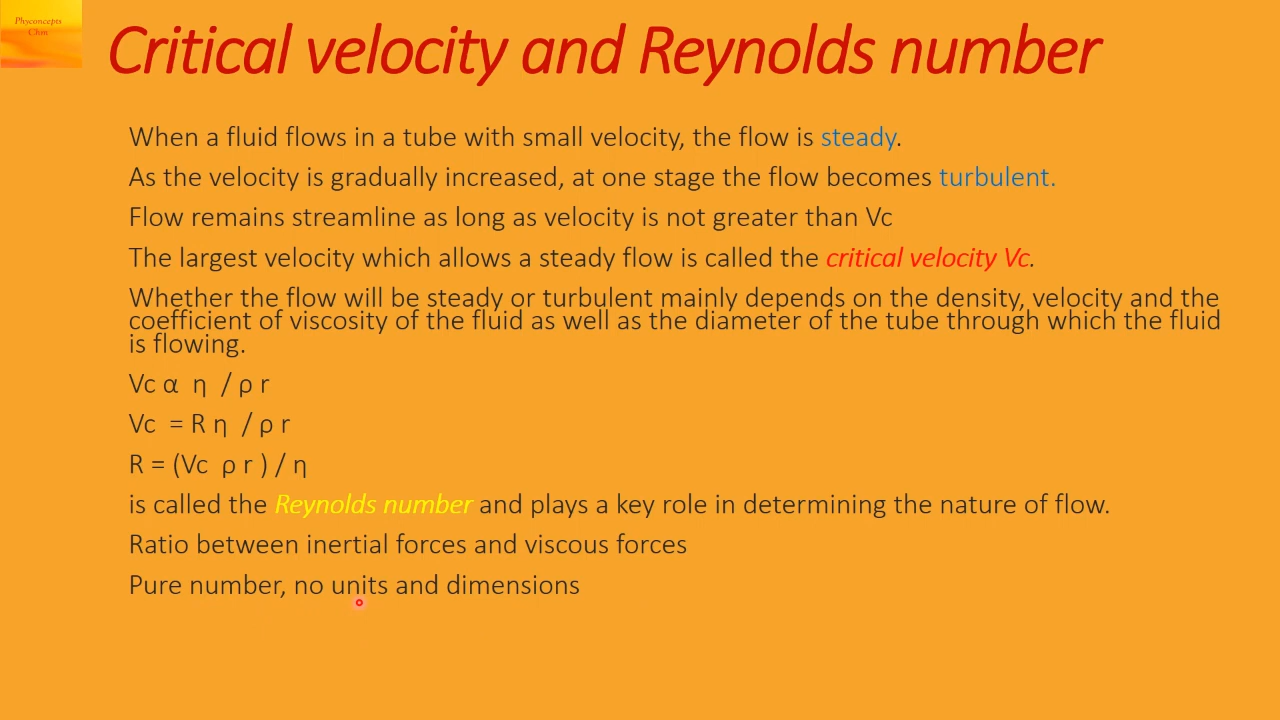 Phyconcepts
Chm
Critical velocity and Reynolds number
When a fluid flows in a tube with small velocity, the flow is steady.
As the velocity is gradually increased, at one stage the flow becomes turbulent.
Flow remains streamline as long as velocity is not greater than Vc
The largest velocity which allows a steady flow is called the critical velocity Vc.
Whether the flow will be steady or turbulent mainly depends on the density, velocity and the
coefficient of viscosity of the fluid as well as the diameter of the tube through which the fluid
is flowing.
Vc α η / ρ r
Vc = R η / ρ r
R = (Vc ρ r ) / η
is called the Reynolds number and plays a key role in determining the nature of flow.
Ratio between inertial forces and viscous forces
Pure number, no units and dimensions